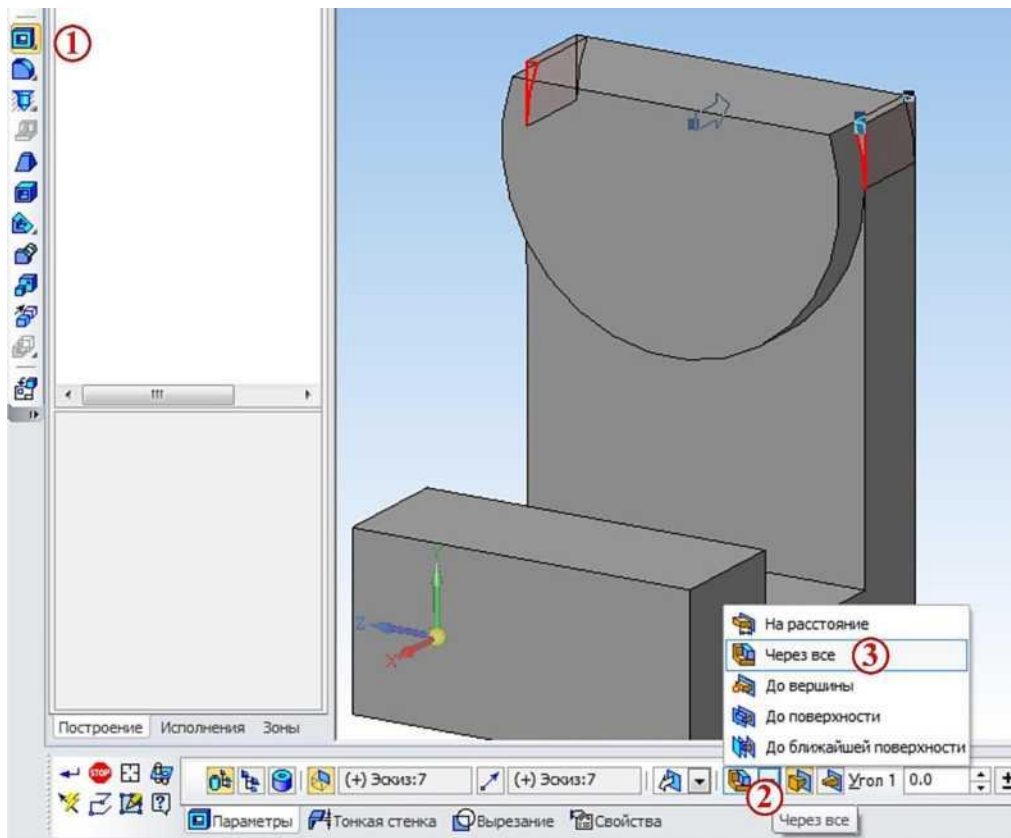 ①
Z
Y
X
На расстояние
Через все ③
До вершины
До поверхности
До ближайшей поверхности
Построение Исполнения Зоны
STOP (+) Эскиз:7 (+) Эскиз:7 ② Угол 1 0.0 ±
Параметры Тонкая стенка Вырезание Свойства Через все